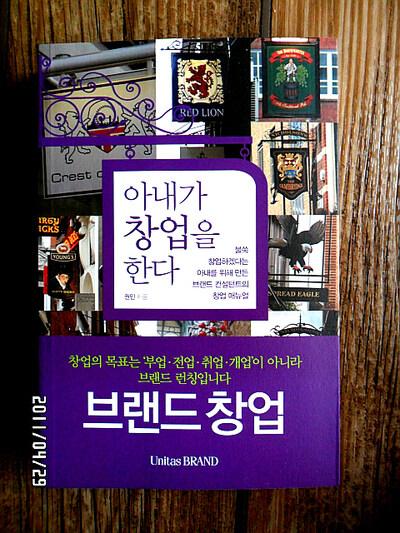 RED LION
Crest o
YOUNG'S
SPREAD EAGLE
아내가
창업을
한다
불쑥
창업하겠다는
아내를 위해 만든
브랜드 컨설턴트의
창업 매뉴얼
권민 지음
창업의 목표는 '부업·전업·취업·개업'이 아니라
브랜드 런칭입니다
브랜드 창업
Unitas BRAND
2011/04/29